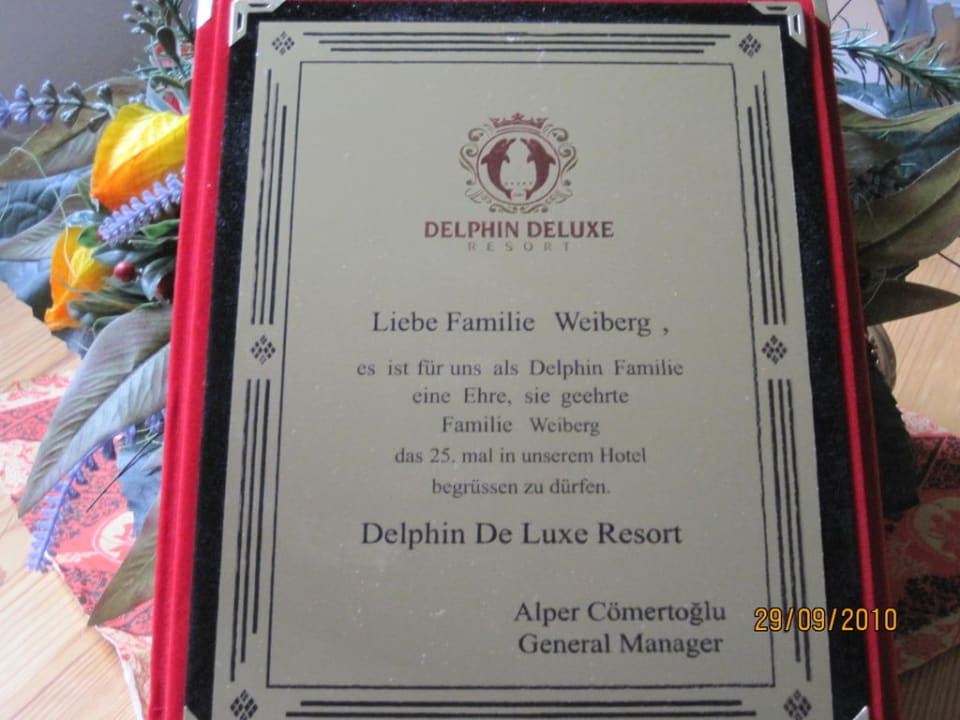 DELPHIN DELUXE
RESORT
Liebe Familie Weiberg ,
es ist für uns als Delphin Familie
eine Ehre, sie geehrte
Familie Weiberg
das 25. mal in unserem Hotel
begrüssen zu dürfen.
Delphin De Luxe Resort
Alper Cömertoğlu
General Manager
29/09/2010